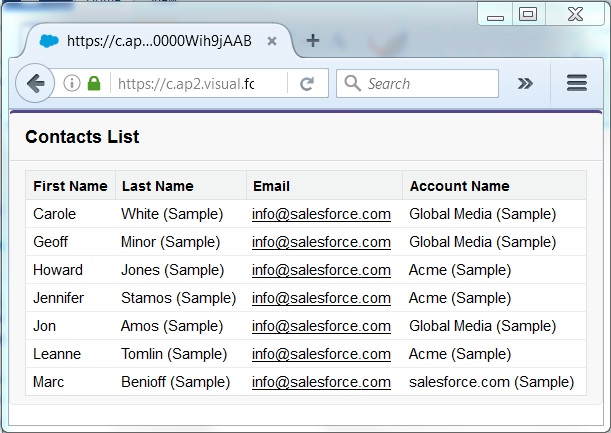 https://c.ap...0000Wih9jAAB
https://c.ap2.visual.fo
Search
Contacts List
First Name Last Name Email Account Name
Carole White (Sample) info@salesforce.com Global Media (Sample)
Geoff Minor (Sample) info@salesforce.com Global Media (Sample)
Howard Jones (Sample) info@salesforce.com Acme (Sample)
Jennifer Stamos (Sample) info@salesforce.com Acme (Sample)
Jon Amos (Sample) info@salesforce.com Global Media (Sample)
Leanne Tomlin (Sample) info@salesforce.com Acme (Sample)
Marc Benioff (Sample) info@salesforce.com salesforce.com (Sample)